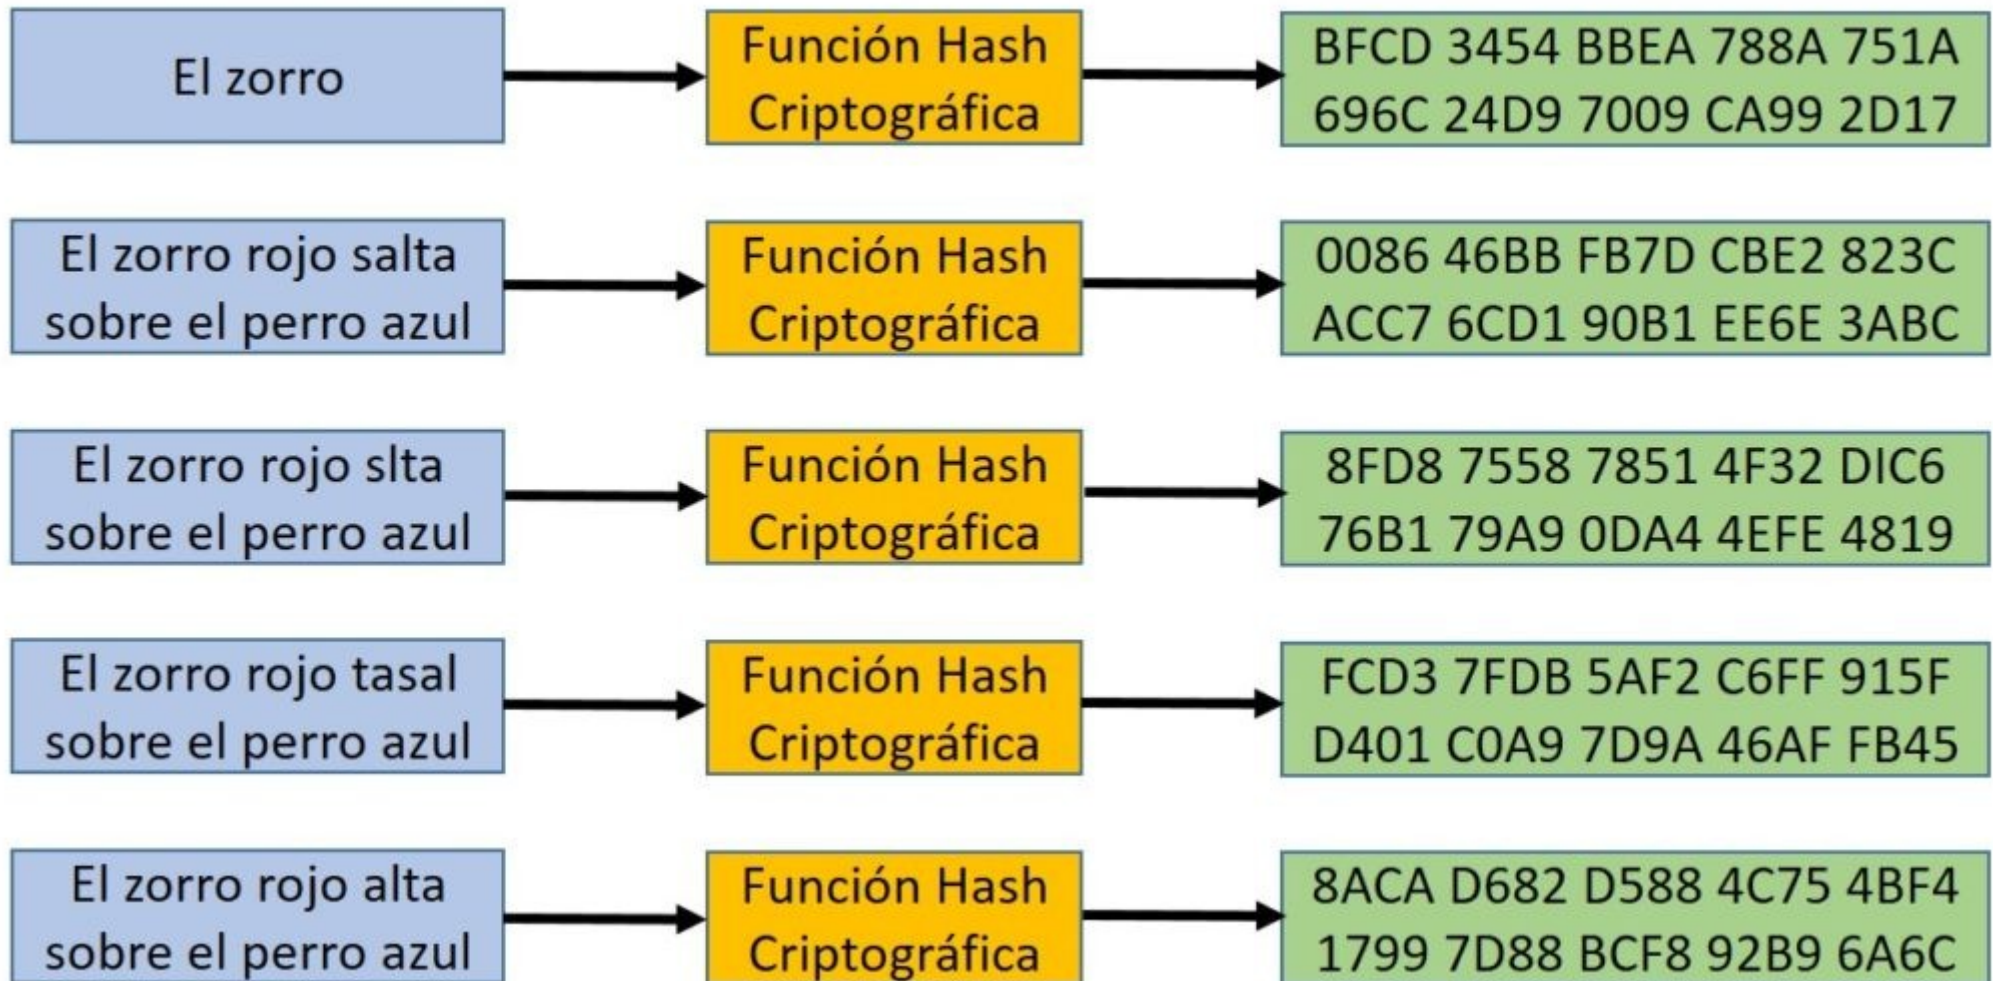 El zorro
Función Hash
Criptográfica
BFCD 3454 BBEA 788A 751A
696C 24D9 7009 CA99 2D17
El zorro rojo salta
sobre el perro azul
Función Hash
Criptográfica
0086 46BB FB7D CBE2 823C
ACC7 6CD1 90B1 EE6E 3ABC
El zorro rojo slta
sobre el perro azul
Función Hash
Criptográfica
8FD8 7558 7851 4F32 DIC6
76B1 79A9 0DA4 4EFE 4819
El zorro rojo tasal
sobre el perro azul
Función Hash
Criptográfica
FCD3 7FDB 5AF2 C6FF 915F
D401 C0A9 7D9A 46AF FB45
El zorro rojo alta
sobre el perro azul
Función Hash
Criptográfica
8ACA D682 D588 4C75 4BF4
1799 7D88 BCF8 92B9 6A6C